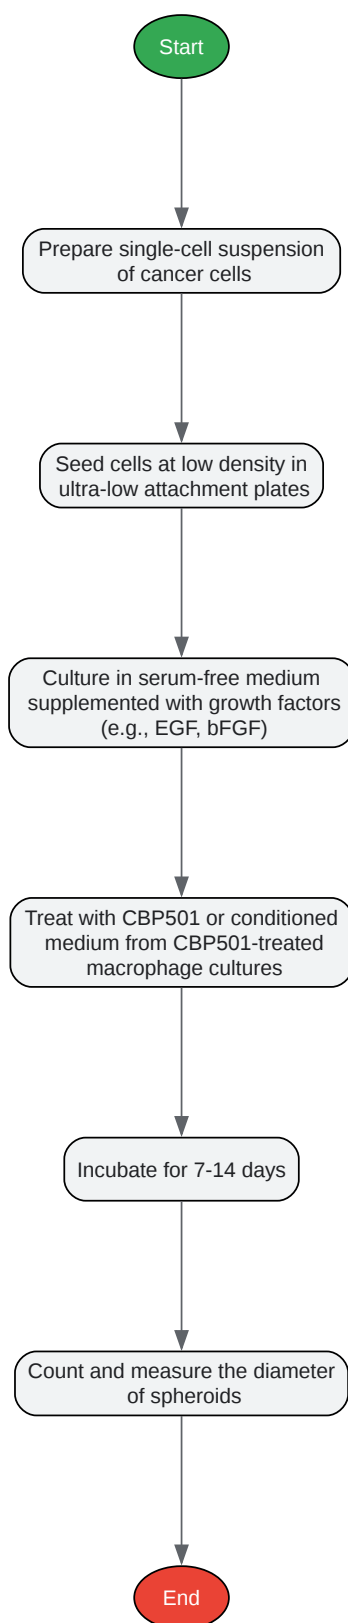 Start
Prepare single-cell suspension
of cancer cells
Seed cells at low density in
ultra-low attachment plates
Culture in serum-free medium
supplemented with growth factors
(e.g., EGF, bFGF)
Treat with CBP501 or conditioned
medium from CBP501-treated
macrophage cultures
Incubate for 7-14 days
Count and measure the diameter
of spheroids
End